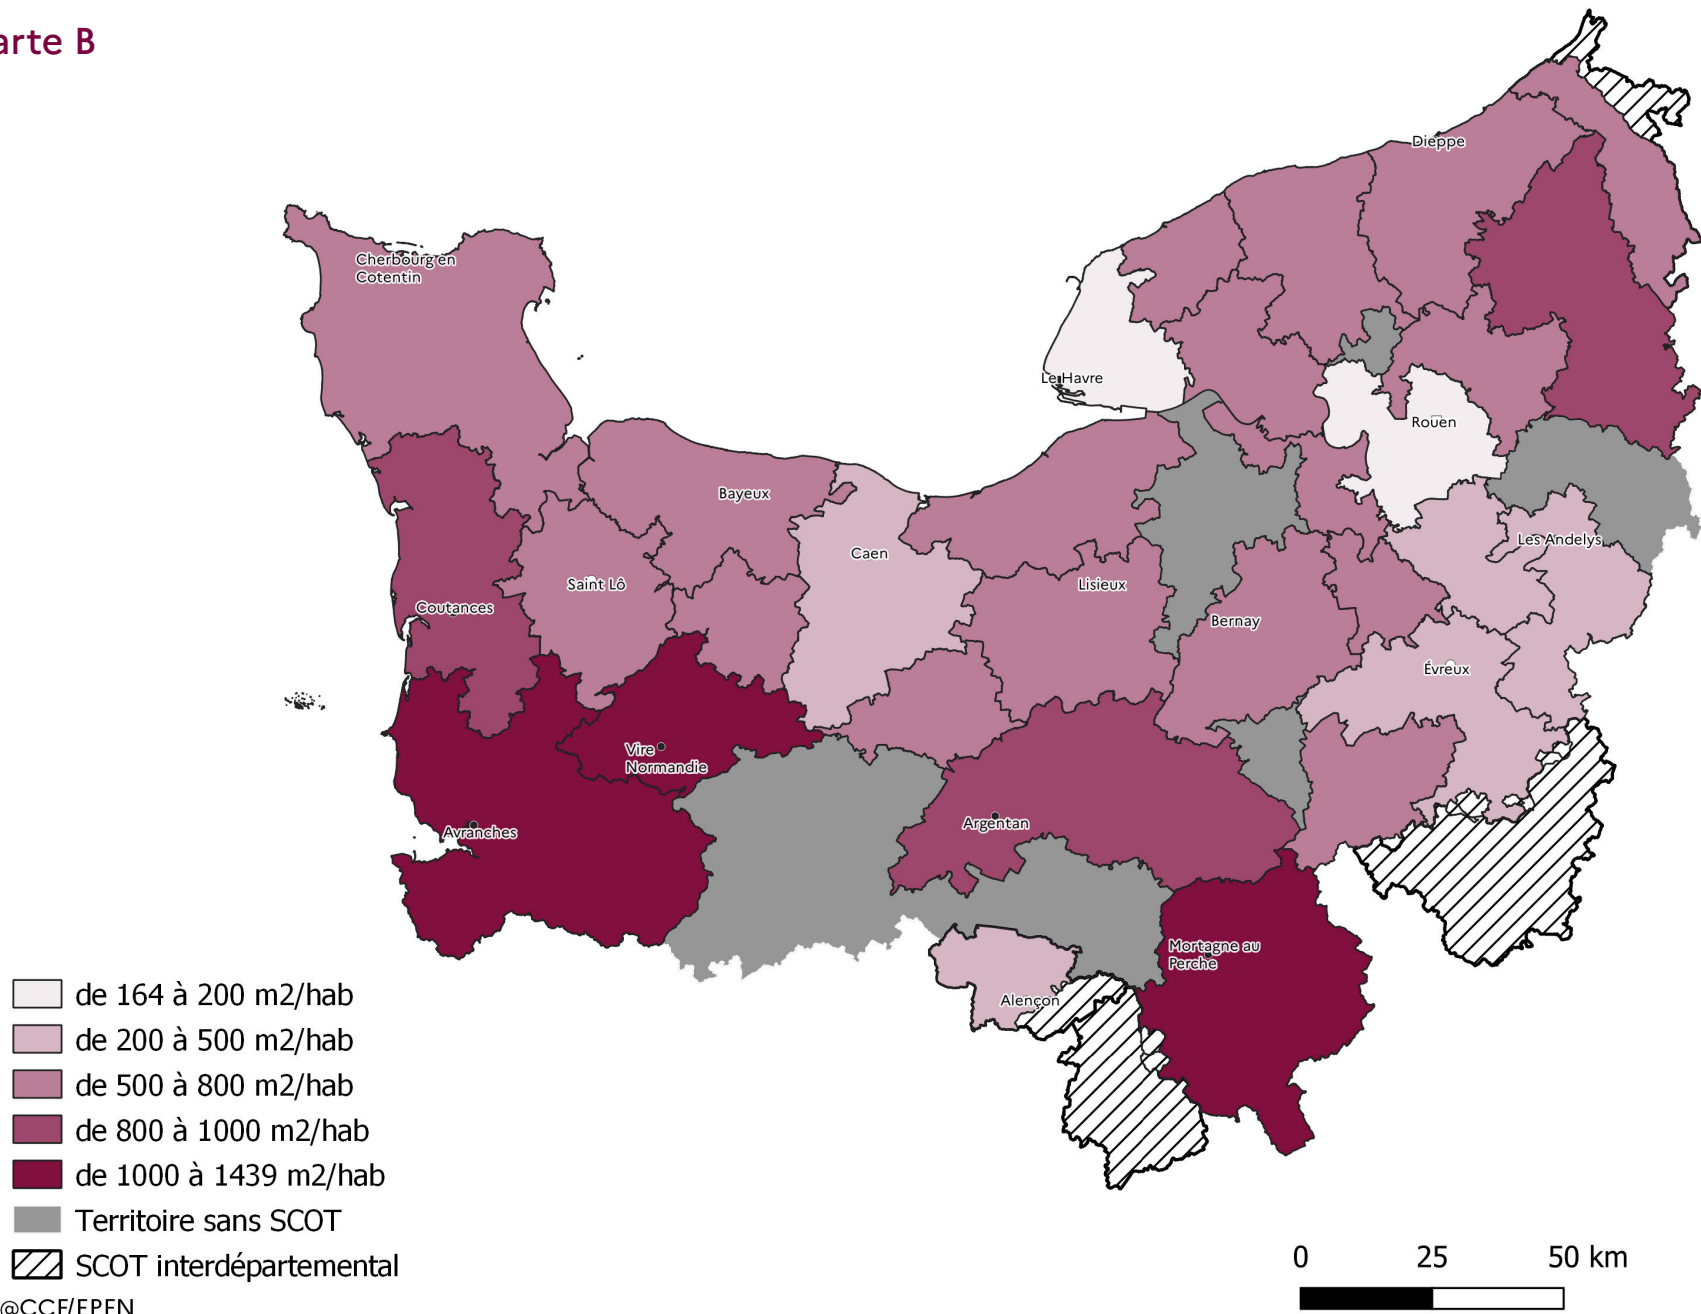 arte B
Dieppe
Cherbourg en
Cotentin
Le Havre
Rouen
Bayeux
Caen
Les Andelys
Saint Lô
Lisieux
Coutances
Bernay
Évreux
Vire
Normandie
Avranches
Argentan
Mortagne au
Perche
Alençon
de 164 à 200 m2/hab
de 200 à 500 m2/hab
de 500 à 800 m2/hab
de 800 à 1000 m2/hab
de 1000 à 1439 m2/hab
Territoire sans SCOT
SCOT interdépartemental
0 25 50 km
@CCF/EPFN